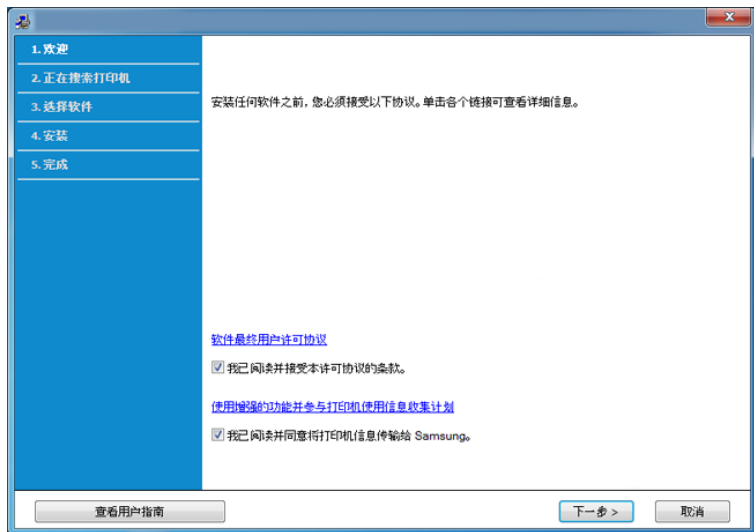 1. 欢迎
2. 正在搜索打印机
3. 选择软件
4. 安装
5. 完成
安装任何软件之前，您必须接受以下协议。单击各个链接可查看详细信息。
软件最终用户许可协议
我已阅读并接受本许可协议的条款。
使用增强的功能并参与打印机使用信息收集计划
我已阅读并同意将打印机信息传输给 Samsung。
查看用户指南
下一步 >
取消